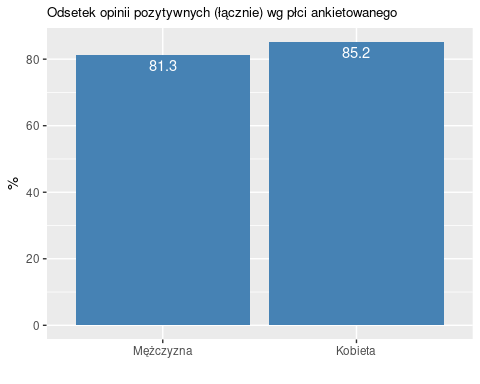 Odsetek opinii pozytywnych (łącznie) wg płci ankietowanego
%
80
60
40
20
0
81.3
85.2
Mężczyzna
Kobieta